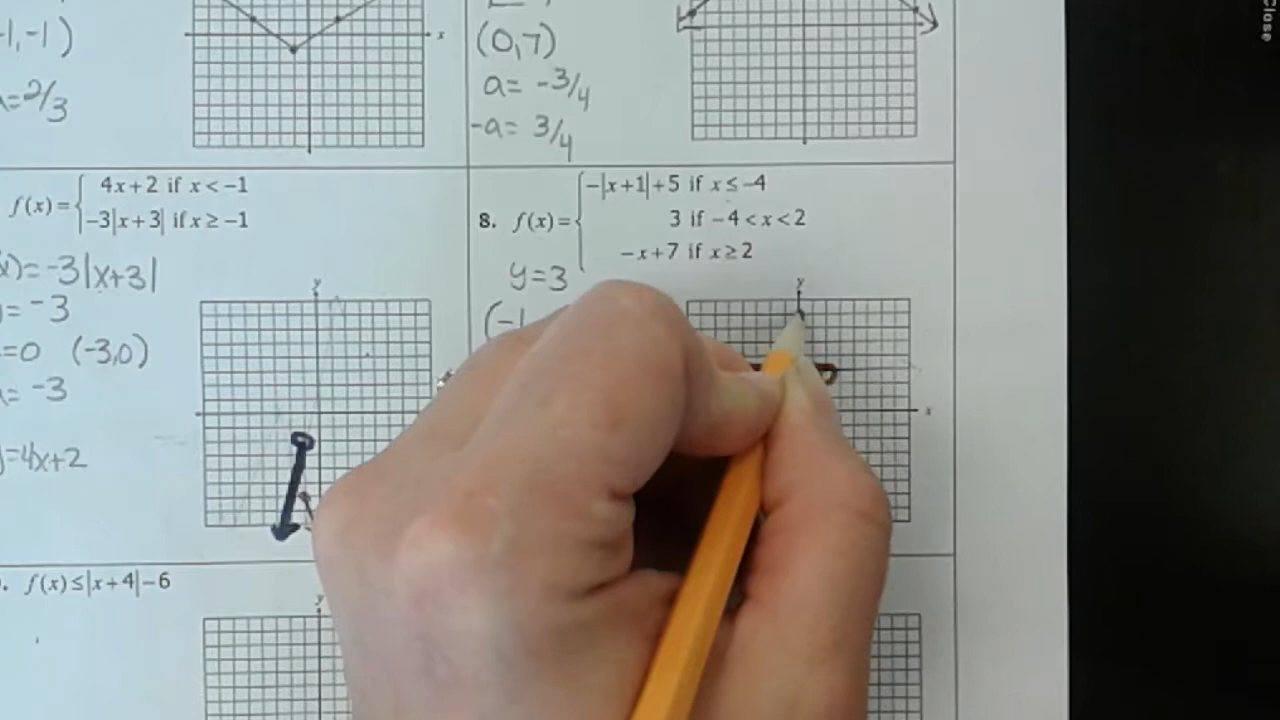 -1,-1)
a=2/3
x
(0,7)
a= -3/4
-a= 3/4
Close
f(x)={ 4x+2 if x<-1
-3|x+3| if x≥-1
x)=-3|x+3|
= -3
=0 (-3,0)
= -3
y=4x+2
y
8. f(x)={ -|x+1|+5 if x≤-4
3 if -4<x<2
-x+7 if x≥2
y=3
(-1
y
x
. f(x)≤|x+4|-6
y